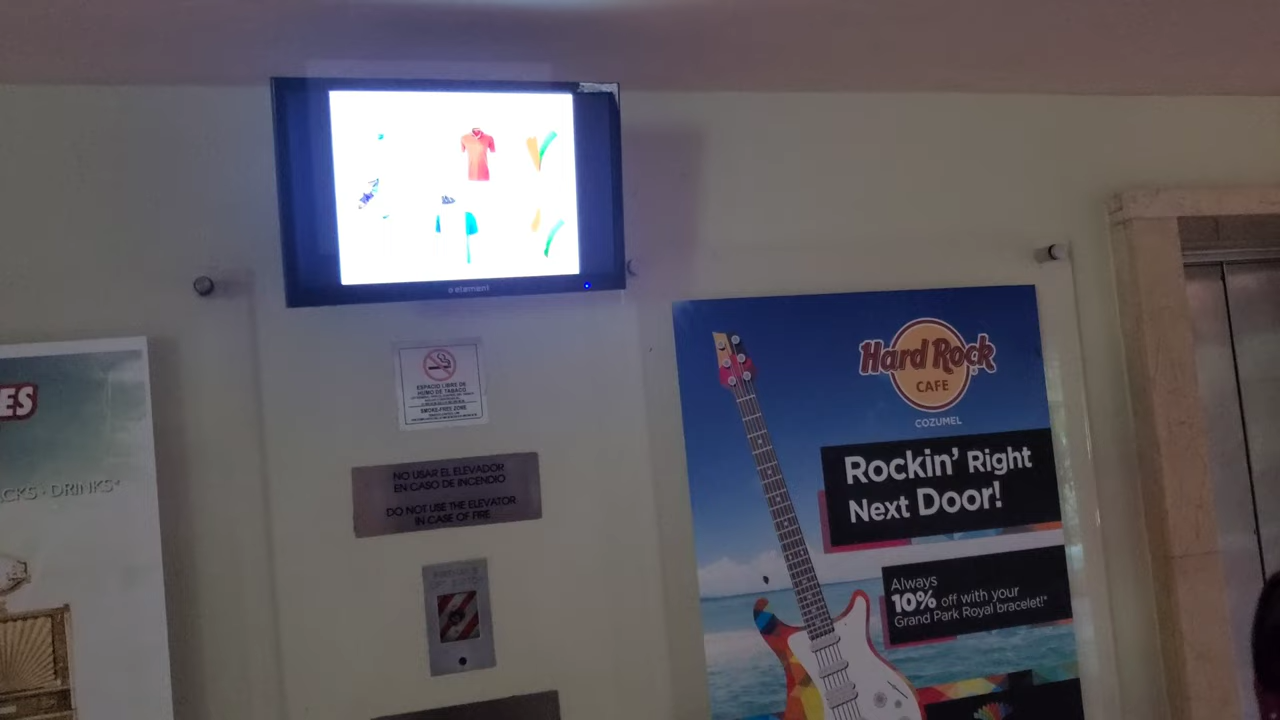 element
ESPACIO LIBRE DE
HUMO DE TABACO
SMOKE-FREE ZONE
NO USAR EL ELEVADOR
EN CASO DE INCENDIO
DO NOT USE THE ELEVATOR
IN CASE OF FIRE
ES
ACKS · DRINKS*
Hard Rock
CAFE
COZUMEL
Rockin' Right
Next Door!
Always
10% off with your
Grand Park Royal bracelet!*